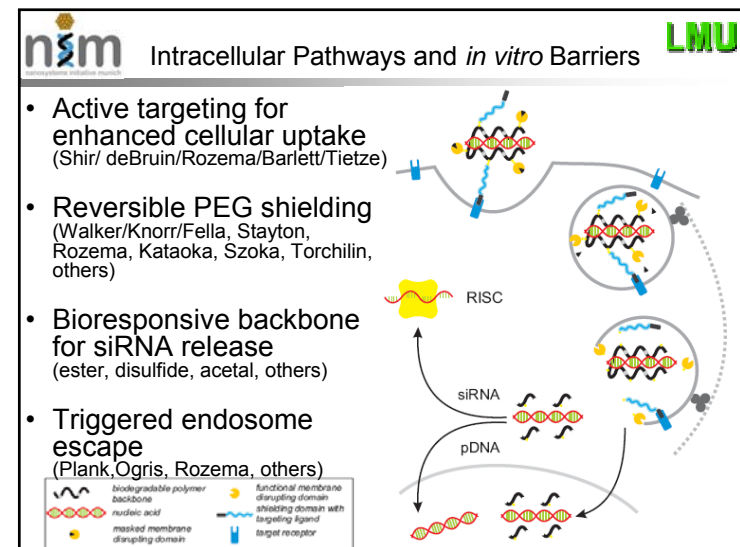 nim
nanosystems initiative munich
Intracellular Pathways and in vitro Barriers
LMU
• Active targeting for
enhanced cellular uptake
(Shir/ deBruin/Rozema/Barlett/Tietze)
• Reversible PEG shielding
(Walker/Knorr/Fella, Stayton,
Rozema, Kataoka, Szoka, Torchilin,
others)
• Bioresponsive backbone
for siRNA release
(ester, disulfide, acetal, others)
• Triggered endosome
escape
(Plank,Ogris, Rozema, others)
RISC
siRNA
pDNA
biodegradable polymer
backbone
nucleic acid
masked membrane
disrupting domain
functional membrane
disrupting domain
shielding domain with
targeting ligand
target receptor